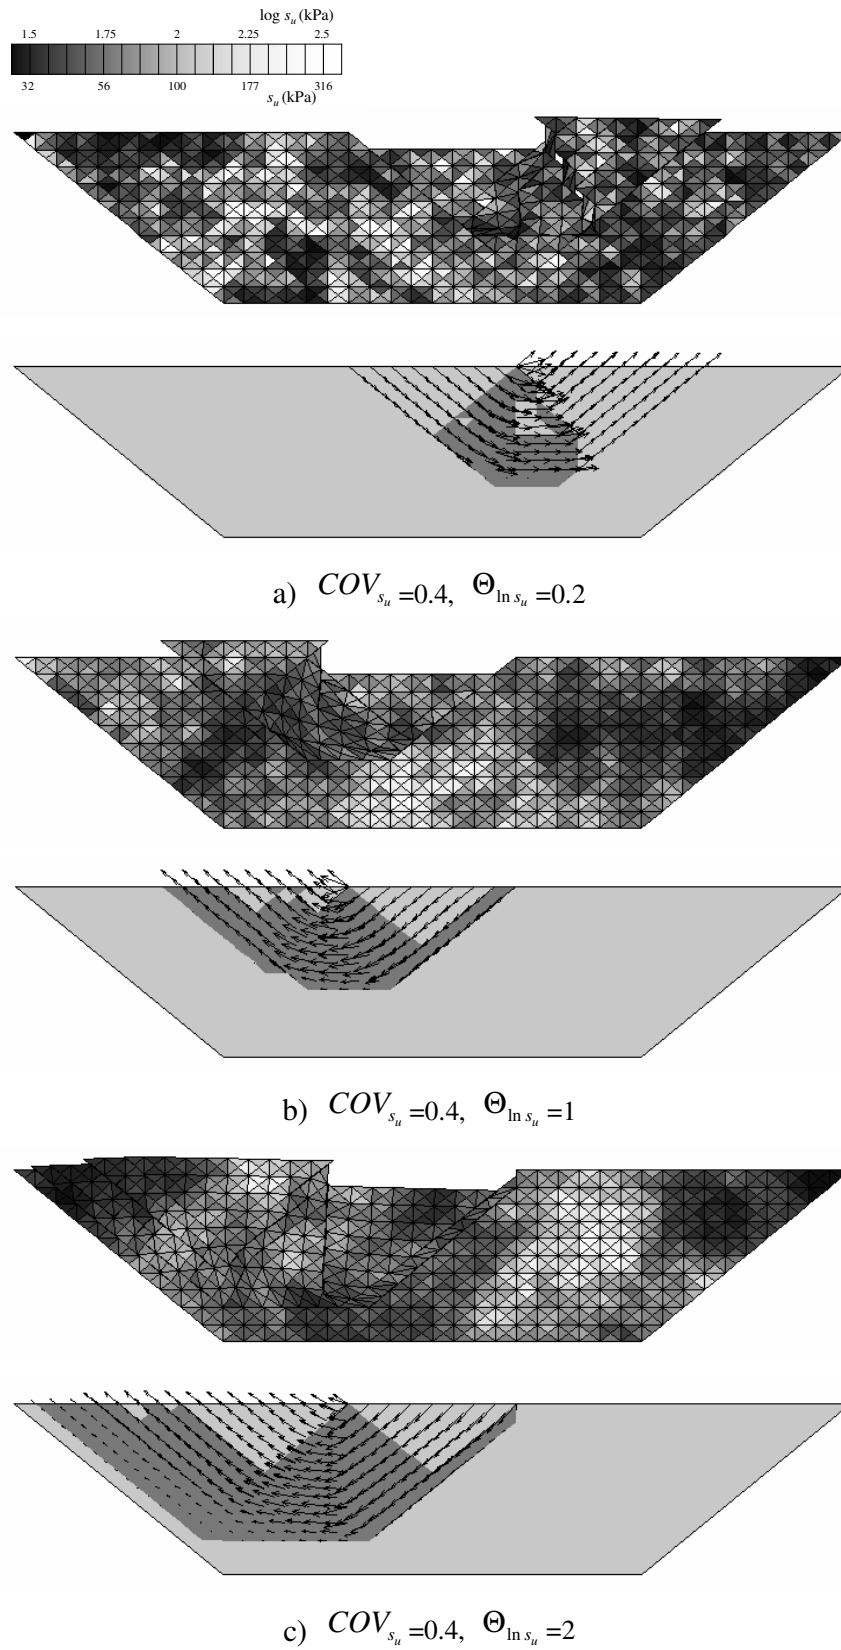 log s_u (kPa)
1.5 1.75 2 2.25 2.5
32 56 100 177 316
s_u (kPa)
a) COV_{s_u} =0.4, Θ_{ln s_u} =0.2
b) COV_{s_u} =0.4, Θ_{ln s_u} =1
c) COV_{s_u} =0.4, Θ_{ln s_u} =2